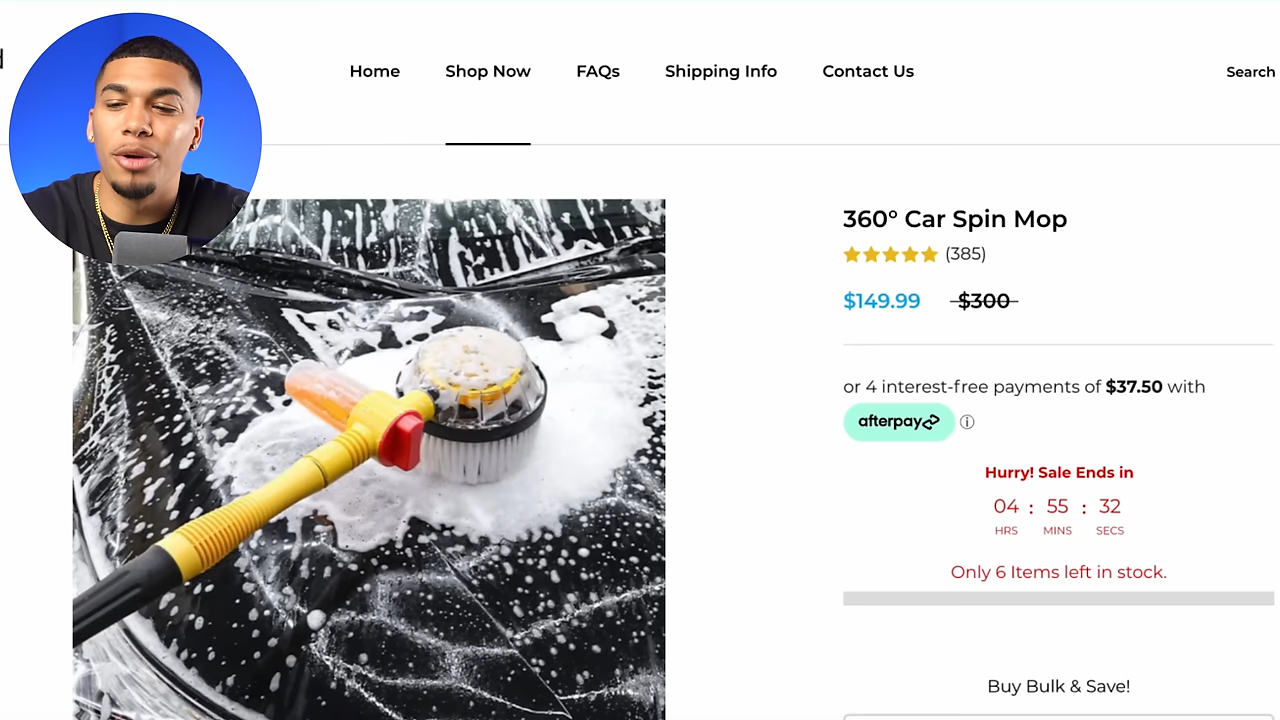 Home
Shop Now
FAQs
Shipping Info
Contact Us
Search
360° Car Spin Mop
(385)
$149.99 $300
or 4 interest-free payments of $37.50 with
afterpay
Hurry! Sale Ends in
04 : 55 : 32
HRS MINS SECS
Only 6 Items left in stock.
Buy Bulk & Save!